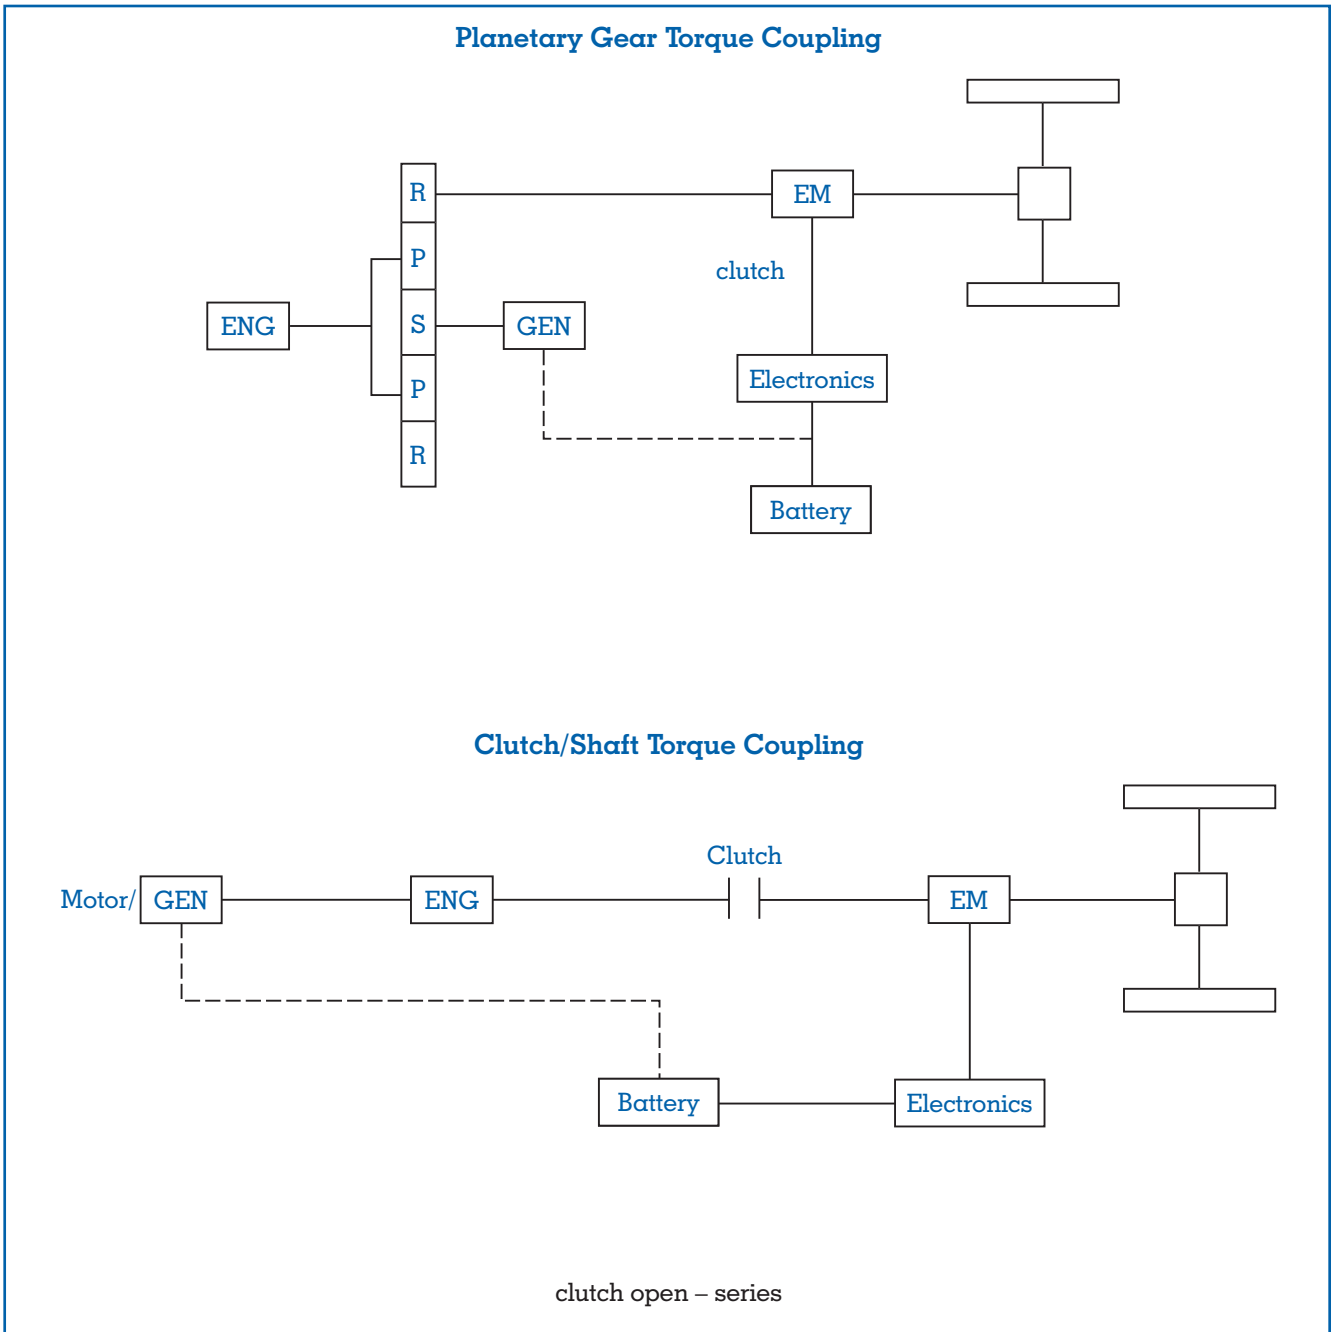 Planetary Gear Torque Coupling
R
EM
P
clutch
ENG
S
GEN
Electronics
P
R
Battery
Clutch/Shaft Torque Coupling
Clutch
Motor/ GEN
ENG
EM
Battery
Electronics
clutch open – series